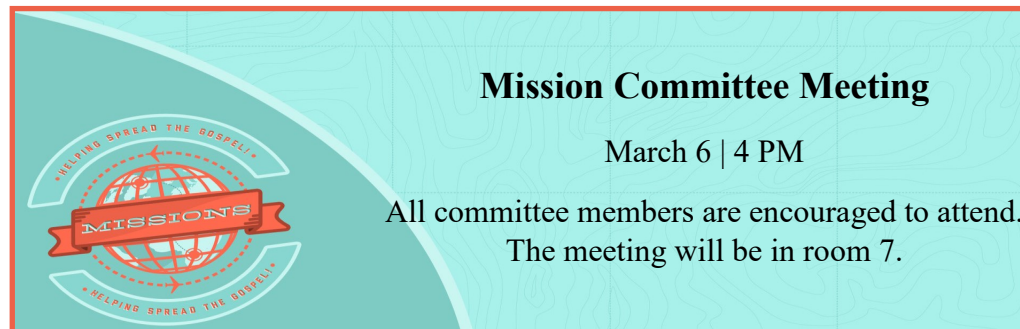 Mission Committee Meeting
March 6 | 4 PM
All committee members are encouraged to attend.
The meeting will be in room 7.
•HELPING SPREAD THE GOSPEL!•
MISSIONS
•HELPING SPREAD THE GOSPEL!•